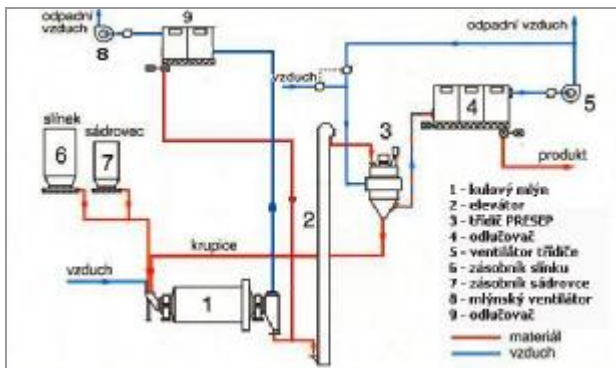 odpadní
vzduch
8
9
odpadní vzduch
vzduch
slínek
6
sádrovec
7
3
4
5
produkt
2
krupice
vzduch
1
1 - kulový mlýn
2 - elevátor
3 - třídič PRESEP
4 - odlučovač
5 - ventilátor třídiče
6 - zásobník slínku
7 - zásobník sádrovce
8 - mlýnský ventilátor
9 - odlučovač
materiál
vzduch